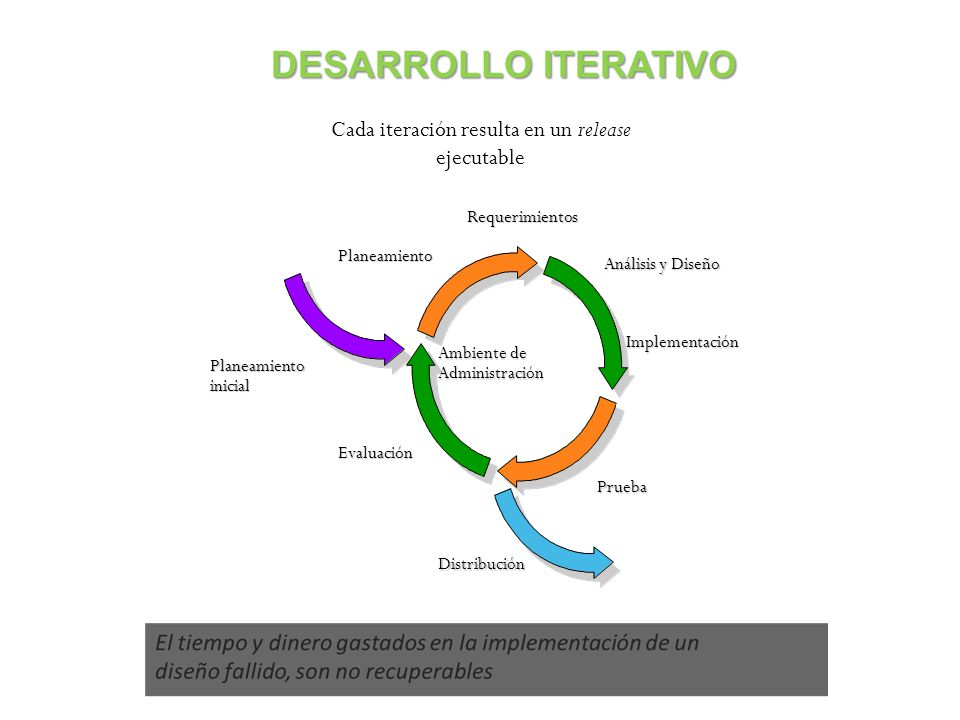 DESARROLLO ITERATIVO
Cada iteración resulta en un release
ejecutable
Requerimientos
Planeamiento
Análisis y Diseño
Implementación
Ambiente de
Administración
Planeamiento
inicial
Evaluación
Prueba
Distribución
El tiempo y dinero gastados en la implementación de un
diseño fallido, son no recuperables